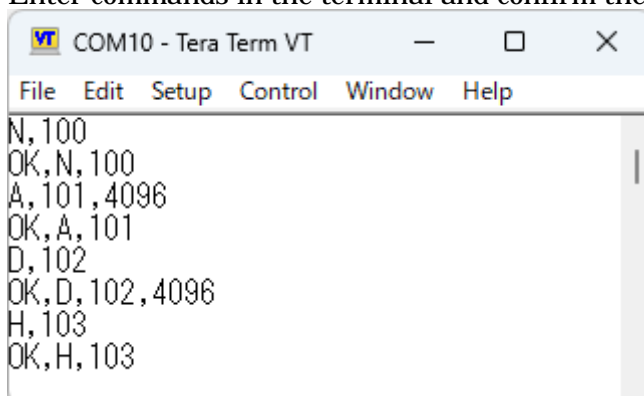 Enter commands in the terminal and confirm the
VT COM10 - Tera Term VT
File Edit Setup Control Window Help
N,100
OK,N,100
A,101,4096
OK,A,101
D,102
OK,D,102,4096
H,103
OK,H,103